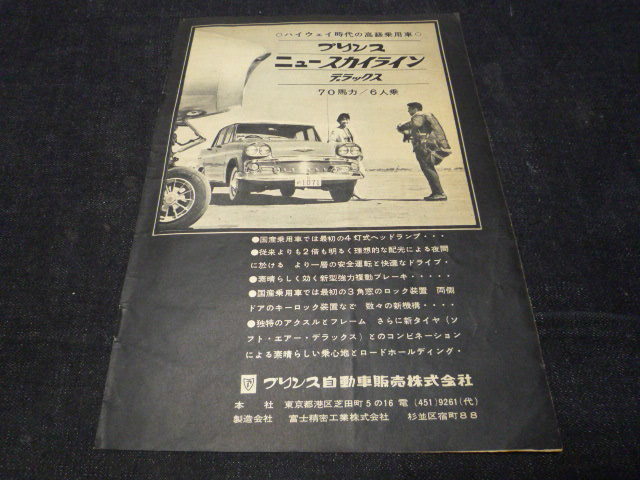 ○ハイウェイ時代の高級乗用車○
プリンス
ニュースカイライン
デラックス
70馬力/6人乗
●国産乗用車では最初の4灯式ヘッドランプ・・・
●従来よりも2倍も明るく理想的な配光による夜間
に於ける より一層の安全運転と快適なドライブ・
●素晴らしく効く新型強力複動ブレーキ・・・・・
●国産乗用車では最初の3角窓のロック装置 両側
ドアのキーロック装置など 数々の新機構・・・・
●独特のアクスルとフレーム さらに新タイヤ(ソ
フト・エアー・デラックス)とのコンビネーション
による素晴らしい乗心地とロードホールディング・
プリンス自動車販売株式会社
本 社 東京都港区芝田町5の16 電(451)9261(代)
製造会社 富士精密工業株式会社 杉並区宿町88